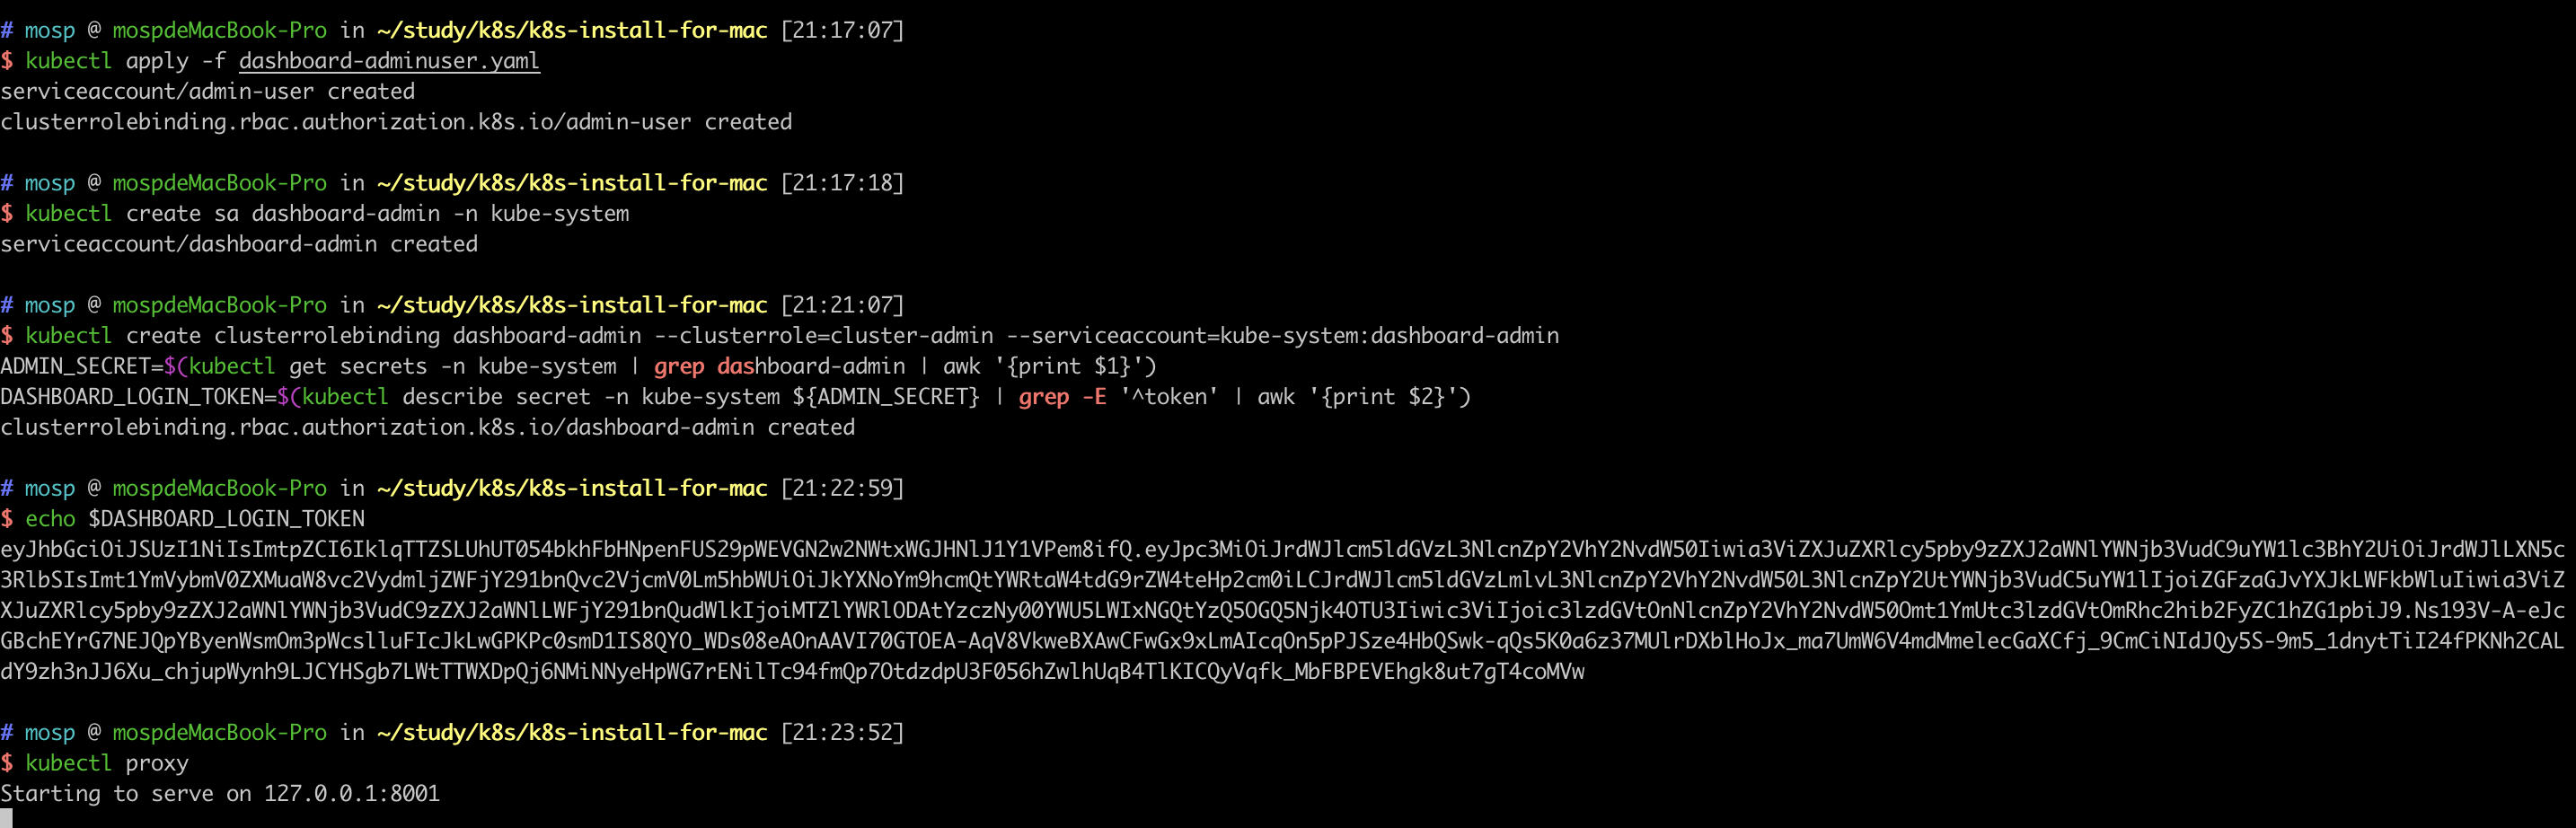 # mosp @ mospdeMacBook-Pro in ~/study/k8s/k8s-install-for-mac [21:17:07]
$ kubectl apply -f dashboard-adminuser.yaml
serviceaccount/admin-user created
clusterrolebinding.rbac.authorization.k8s.io/admin-user created
# mosp @ mospdeMacBook-Pro in ~/study/k8s/k8s-install-for-mac [21:17:18]
$ kubectl create sa dashboard-admin -n kube-system
serviceaccount/dashboard-admin created
# mosp @ mospdeMacBook-Pro in ~/study/k8s/k8s-install-for-mac [21:21:07]
$ kubectl create clusterrolebinding dashboard-admin --clusterrole=cluster-admin --serviceaccount=kube-system:dashboard-admin
ADMIN_SECRET=$(kubectl get secrets -n kube-system | grep dashboard-admin | awk '{print $1}')
DASHBOARD_LOGIN_TOKEN=$(kubectl describe secret -n kube-system ${ADMIN_SECRET} | grep -E '^token' | awk '{print $2}')
clusterrolebinding.rbac.authorization.k8s.io/dashboard-admin created
# mosp @ mospdeMacBook-Pro in ~/study/k8s/k8s-install-for-mac [21:22:59]
$ echo $DASHBOARD_LOGIN_TOKEN
eyJhbGciOiJSUzI1NiIsImtpZCI6IklqTTZSLUhUT054bkhFbHNpenFUS29pWEVGN2w2NWtxWGJHNlJ1Y1VPem8ifQ.eyJpc3MiOiJrdWJlcm5ldGVzL3NlcnZpY2VhY2NvdW50Iiwia3ViZXJuZXRlcy5pby9zZXJ2aWNlYWNjb3VudC9uYW1lc3BhY2UiOiJrdWJlLXN5c
3RlbSIsImt1YmVybmV0ZXMuaW8vc2VydmljZWFjY291bnQvc2VjcmV0Lm5hbWUiOiJkYXNoYm9hcmQtYWRtaW4tdG9rZW4teHp2cm0iLCJrdWJlcm5ldGVzLmlvL3NlcnZpY2VhY2NvdW50L3NlcnZpY2UtYWNjb3VudC5uYW1lIjoiZGFzaGJvYXJkLWFkbWluIiwia3ViZ
XJuZXRlcy5pby9zZXJ2aWNlYWNjb3VudC9zZXJ2aWNlLWFjY291bnQudWlkIjoiMTZlYWRlODAtYzczNy00YWU5LWIxNGQtYzQ5OGQ5Njk4OTU3Iiwic3ViIjoic3lzdGVtOnNlcnZpY2VhY2NvdW50Omt1YmUtc3lzdGVtOmRhc2hib2FyZC1hZG1pbiJ9.Ns193V-A-eJc
GBchEYrG7NEJQpYByenWsmOm3pWcslluFIcJkLwGPKPc0smD1IS8QYO_WDs08eAOnAAVI70GTOEA-AqV8VkweBXAwCFwGx9xLmAIcqOn5pPJSze4HbQSwk-qQs5K0a6z37MUlrDXblHoJx_ma7UmW6V4mdMmelecGaXCfj_9CmCiNIdJQy5S-9m5_1dnytTiI24fPKNh2CAL
dY9zh3nJJ6Xu_chjupWynh9LJCYHSgb7LWtTTWXDpQj6NMiNNyeHpWG7rENilTc94fmQp7OtdzdpU3F056hZwlhUqB4TlKICQyVqfk_MbFBPEVEhgk8ut7gT4coMVw
# mosp @ mospdeMacBook-Pro in ~/study/k8s/k8s-install-for-mac [21:23:52]
$ kubectl proxy
Starting to serve on 127.0.0.1:8001